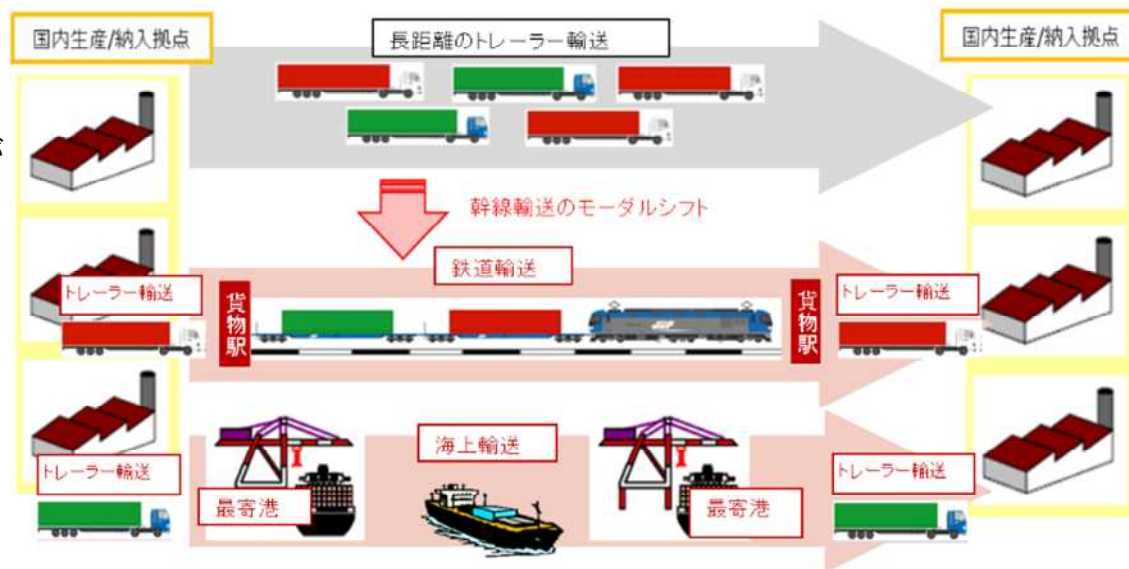 国内生産/納入拠点
長距離のトレーラー輸送
国内生産/納入拠点
幹線輸送のモーダルシフト
鉄道輸送
トレーラー輸送
貨物駅
貨物駅
トレーラー輸送
海上輸送
トレーラー輸送
最寄港
最寄港
トレーラー輸送